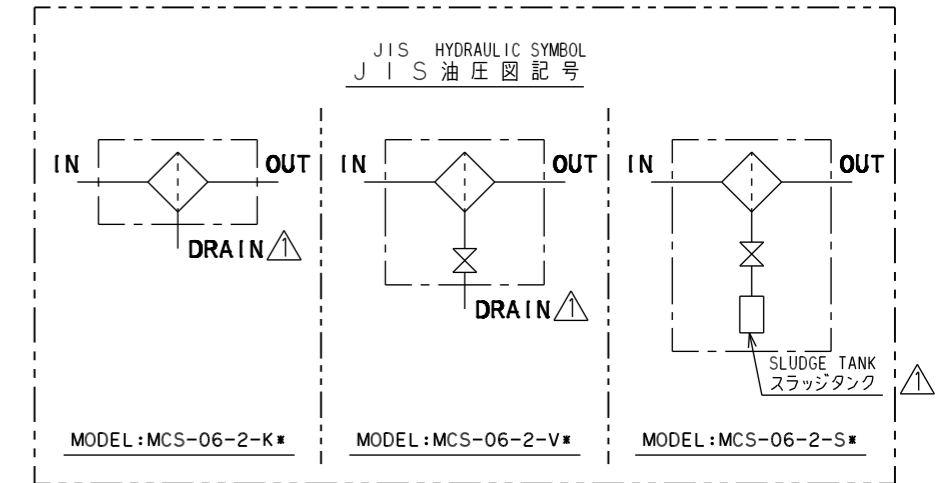 JIS HYDRAULIC SYMBOL
JIS油圧図記号
IN OUT
DRAIN 1
MODEL:MCS-06-2-K*
IN OUT
DRAIN 1
MODEL:MCS-06-2-V*
IN OUT
SLUDGE TANK
スラッジタンク 1
MODEL:MCS-06-2-S*